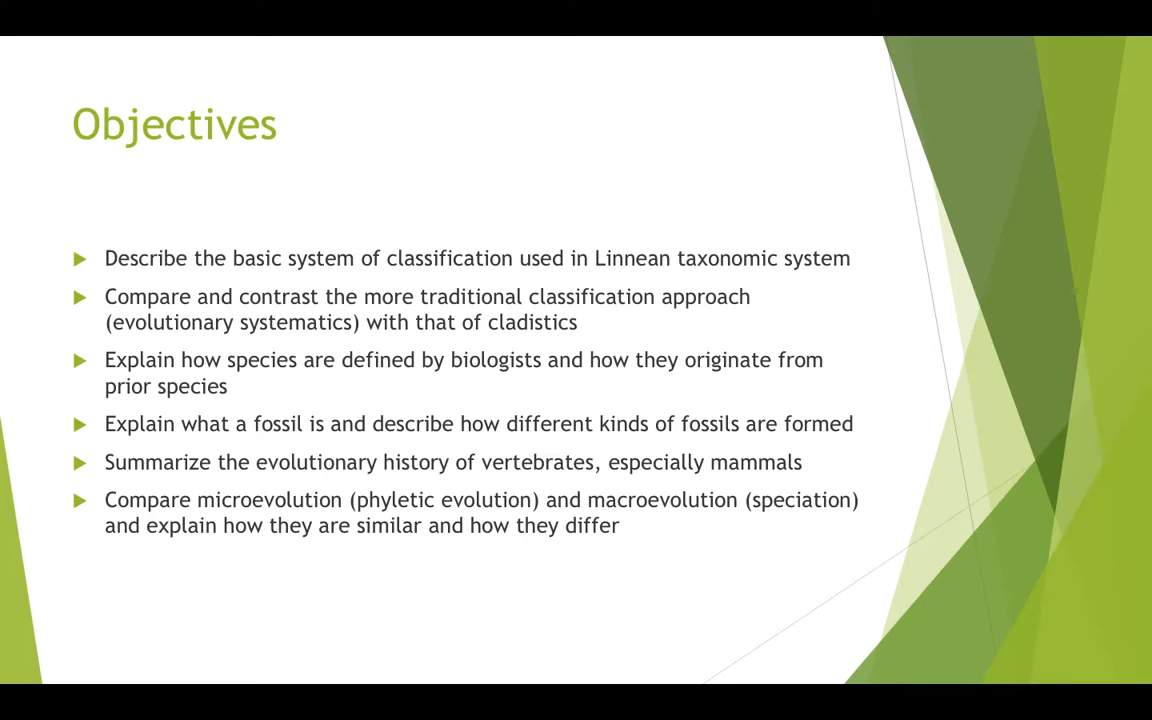 Objectives
Describe the basic system of classification used in Linnean taxonomic system
Compare and contrast the more traditional classification approach
(evolutionary systematics) with that of cladistics
Explain how species are defined by biologists and how they originate from
prior species
Explain what a fossil is and describe how different kinds of fossils are formed
Summarize the evolutionary history of vertebrates, especially mammals
Compare microevolution (phyletic evolution) and macroevolution (speciation)
and explain how they are similar and how they differ